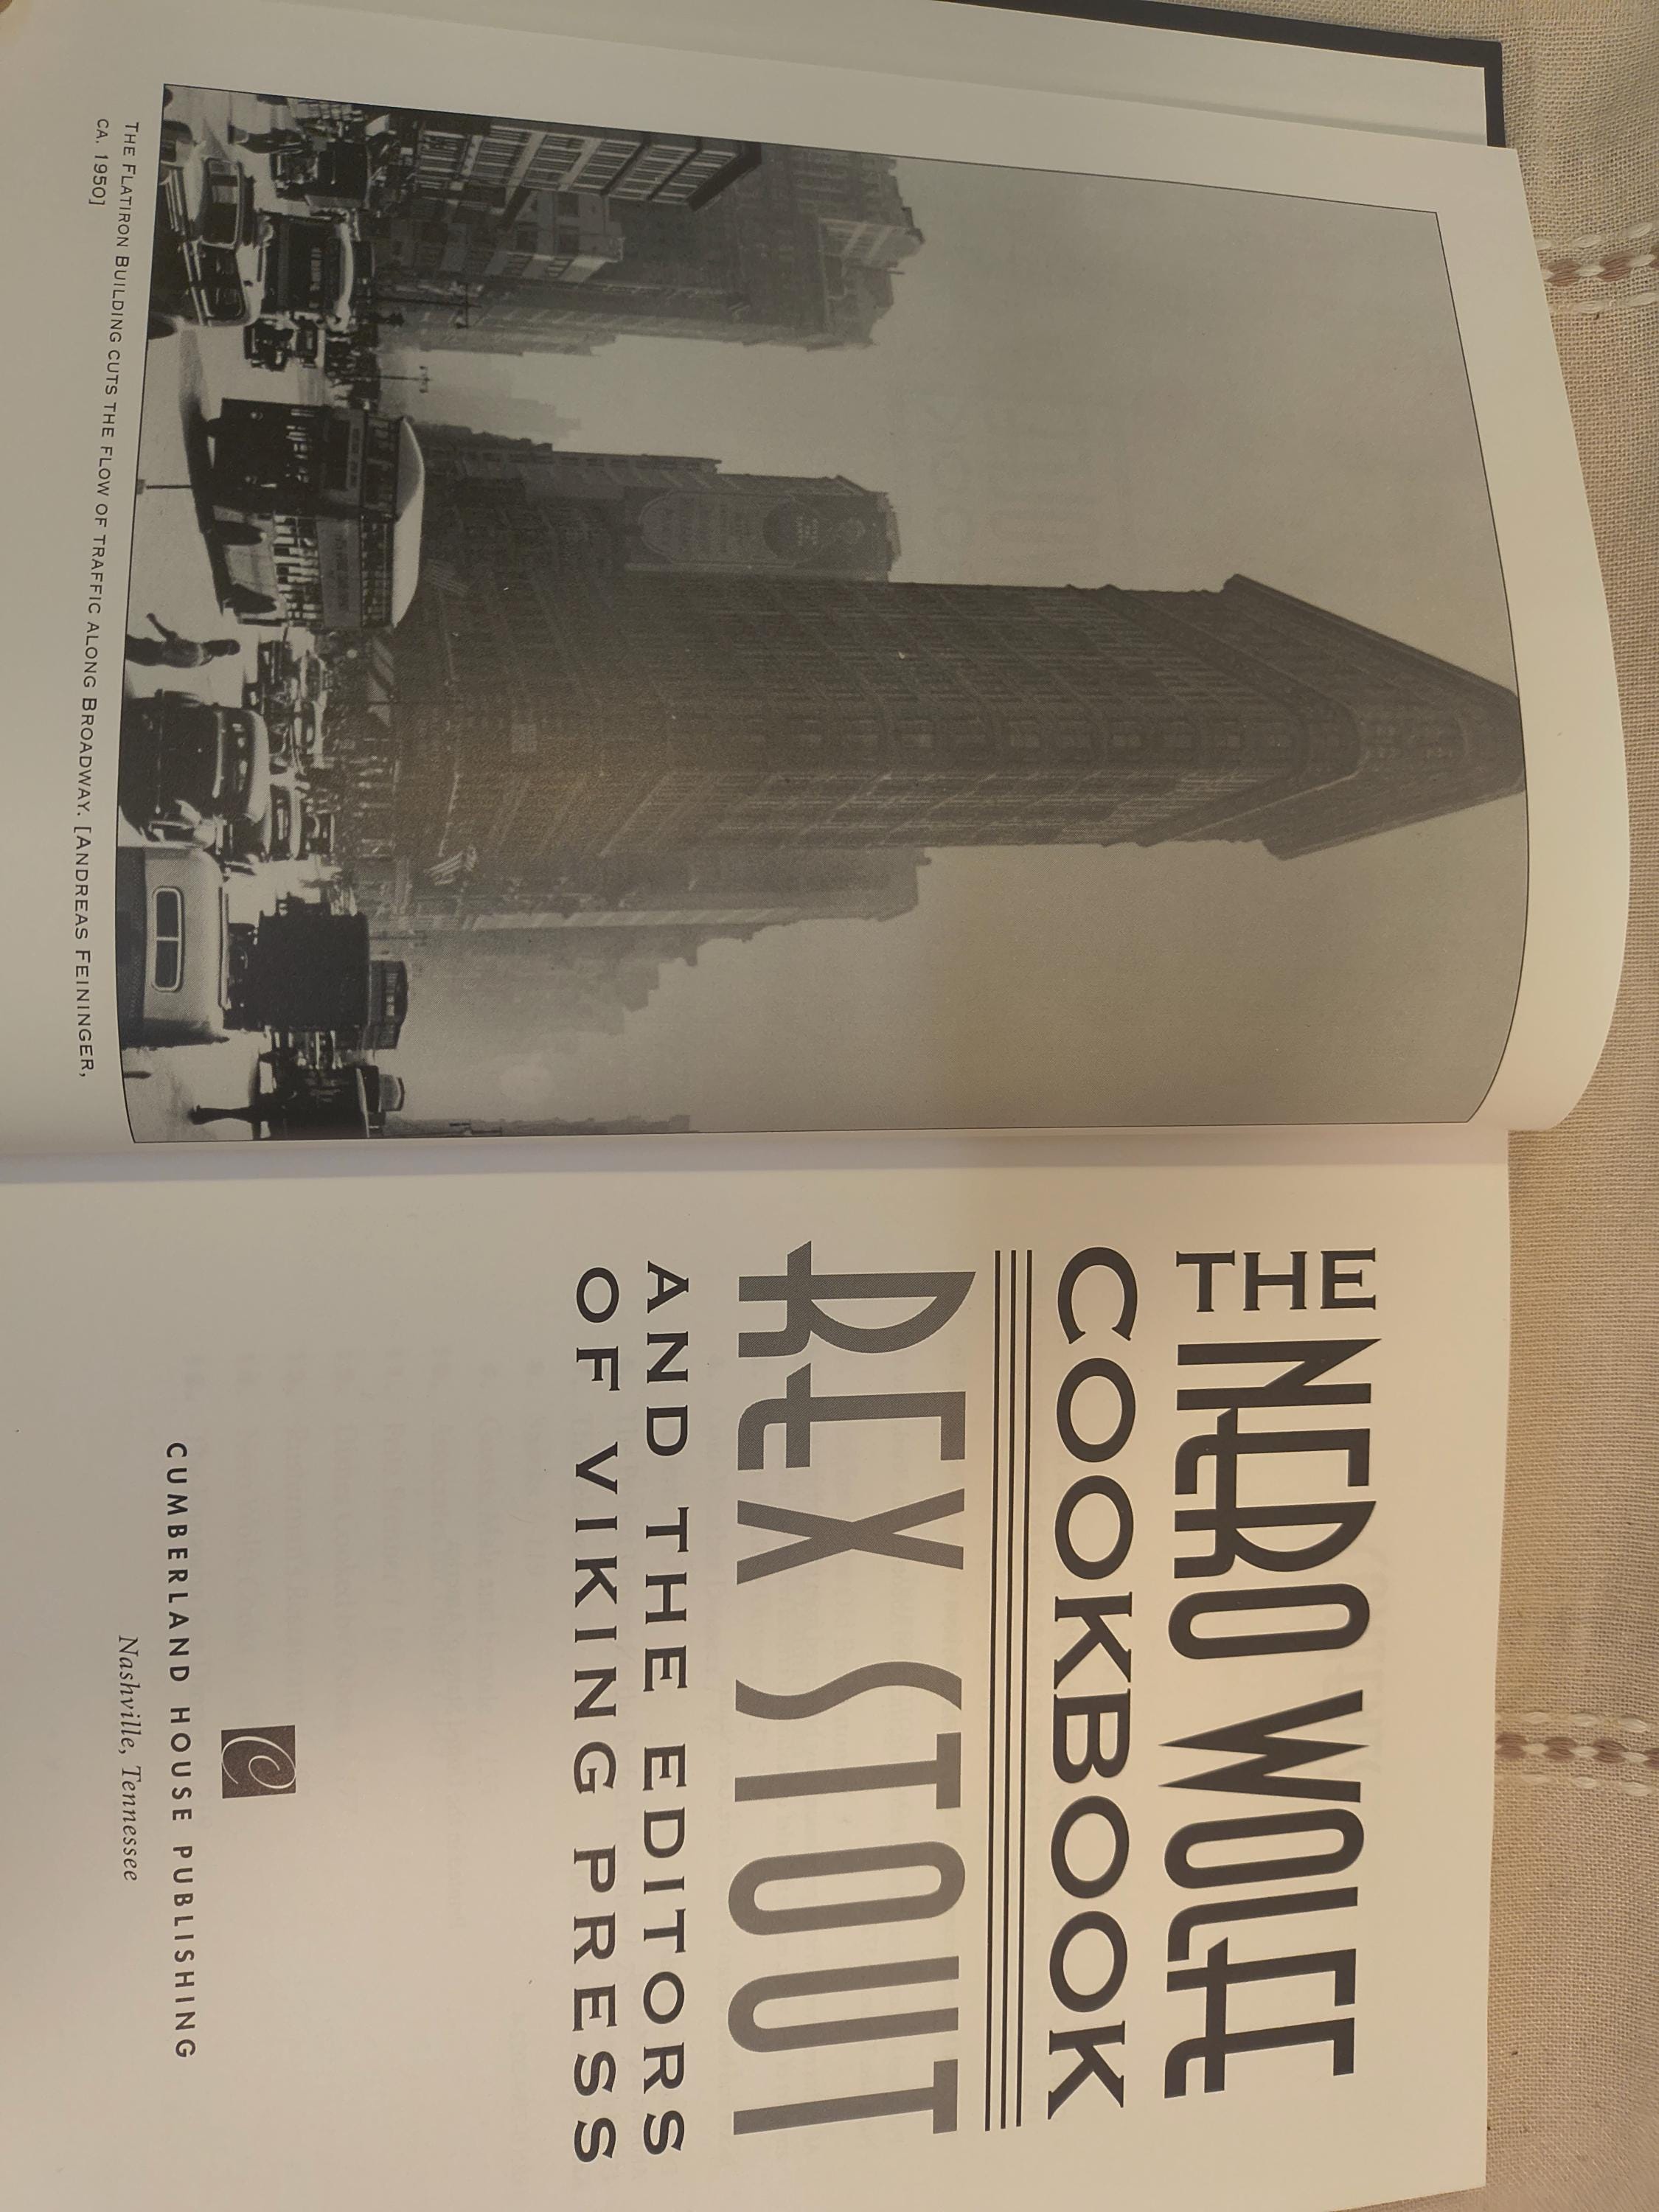 THE FLATIRON BUILDING CUTS THE FLOW OF TRAFFIC ALONG BROADWAY. [ANDREAS FEININGER,
CA. 1950]
THE NERO WOLFE
COOKBOOK
REX STOUT
AND THE EDITORS
OF VIKING PRESS
CUMBERLAND HOUSE PUBLISHING
Nashville, Tennessee